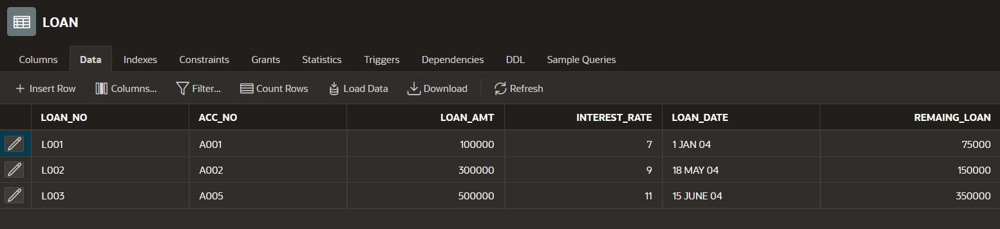 LOAN
Columns Data Indexes Constraints Grants Statistics Triggers Dependencies DDL Sample Queries
Insert Row Columns... Filter... Count Rows Load Data Download Refresh
LOAN_NO ACC_NO LOAN_AMT INTEREST_RATE LOAN_DATE REMAING_LOAN
L001 A001 100000 7 1 JAN 04 75000
L002 A002 300000 9 18 MAY 04 150000
L003 A005 500000 11 15 JUNE 04 350000